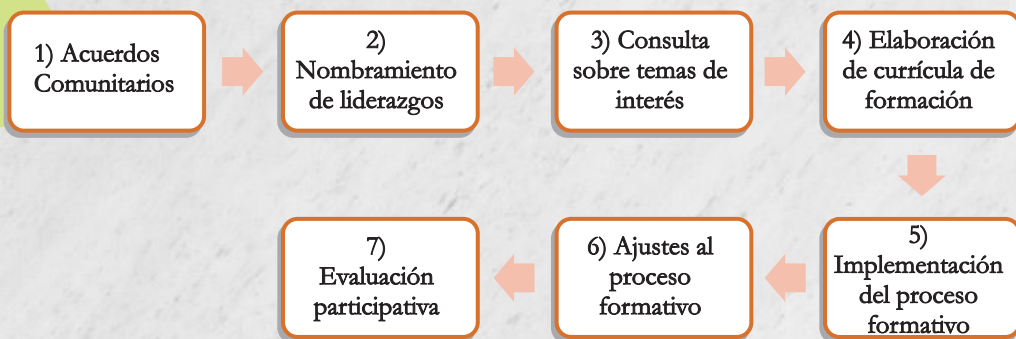 1) Acuerdos
Comunitarios
2)
Nombramiento
de liderazgos
3) Consulta
sobre temas de
interés
4) Elaboración
de currícula de
formación
5)
Implementación
del proceso
formativo
6) Ajustes al
proceso
formativo
7)
Evaluación
participativa